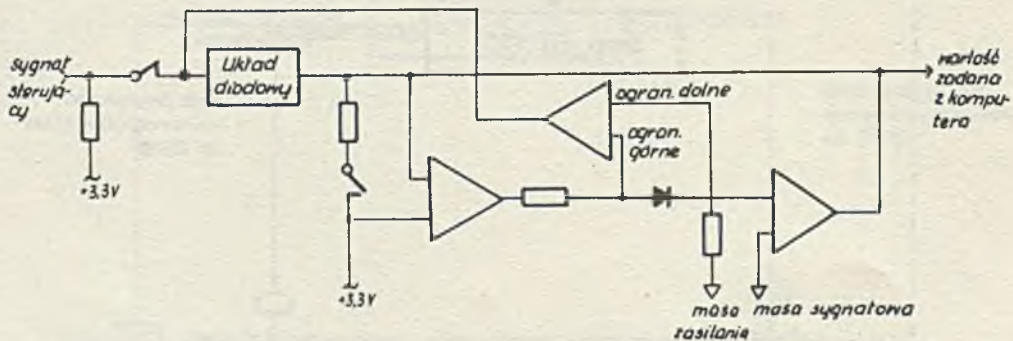 sygnał
sterują-
cy
+3,3V
Układ
diodowy
+3,3V
ogran. dolne
ogran.
górne
masa
zasilania
masa sygnałowa
wartość
zadana
z kompu-
tera